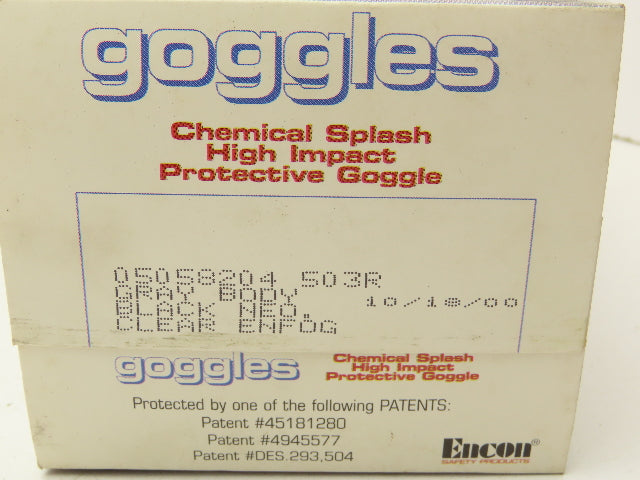 goggles
Chemical Splash
High Impact
Protective Goggle
05058204 503R
GRAY BODY 10/18/00
BLACK NEO.
CLEAR ENFOG
goggles
Chemical Splash
High Impact
Protective Goggle
Protected by one of the following PATENTS:
Patent #45181280
Patent #4945577
Patent #DES.293,504
Encon®
SAFETY PRODUCTS